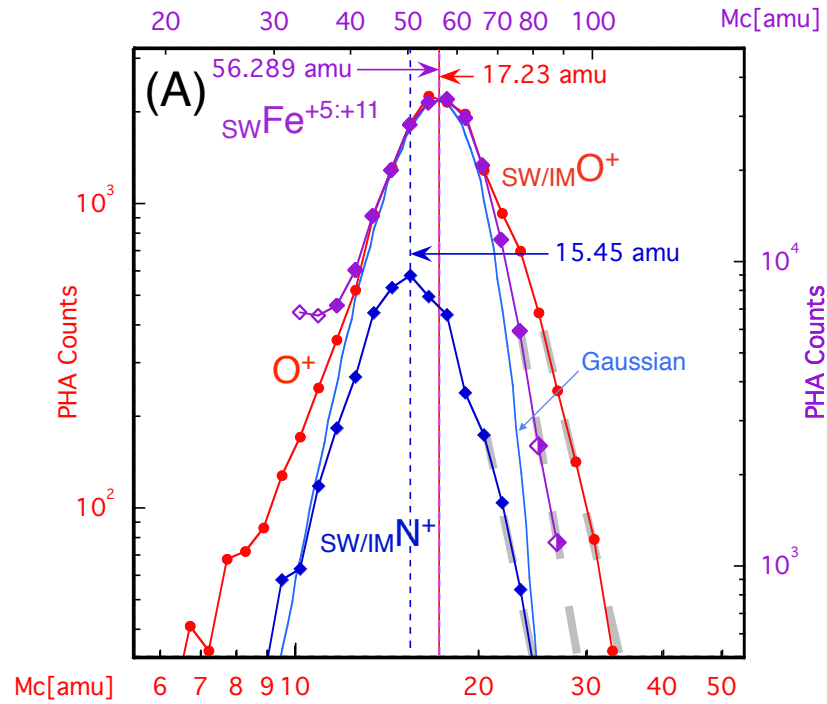 20 30 40 50 60 70 80 100 Mc[amu]
(A)
56.289 amu
17.23 amu
SWFe+5:+11
SW/IMO+
15.45 amu
O+
Gaussian
SW/IMN+
PHA Counts
10³
10²
PHA Counts
10⁴
10³
Mc[amu] 6 7 8 9 10 20 30 40 50